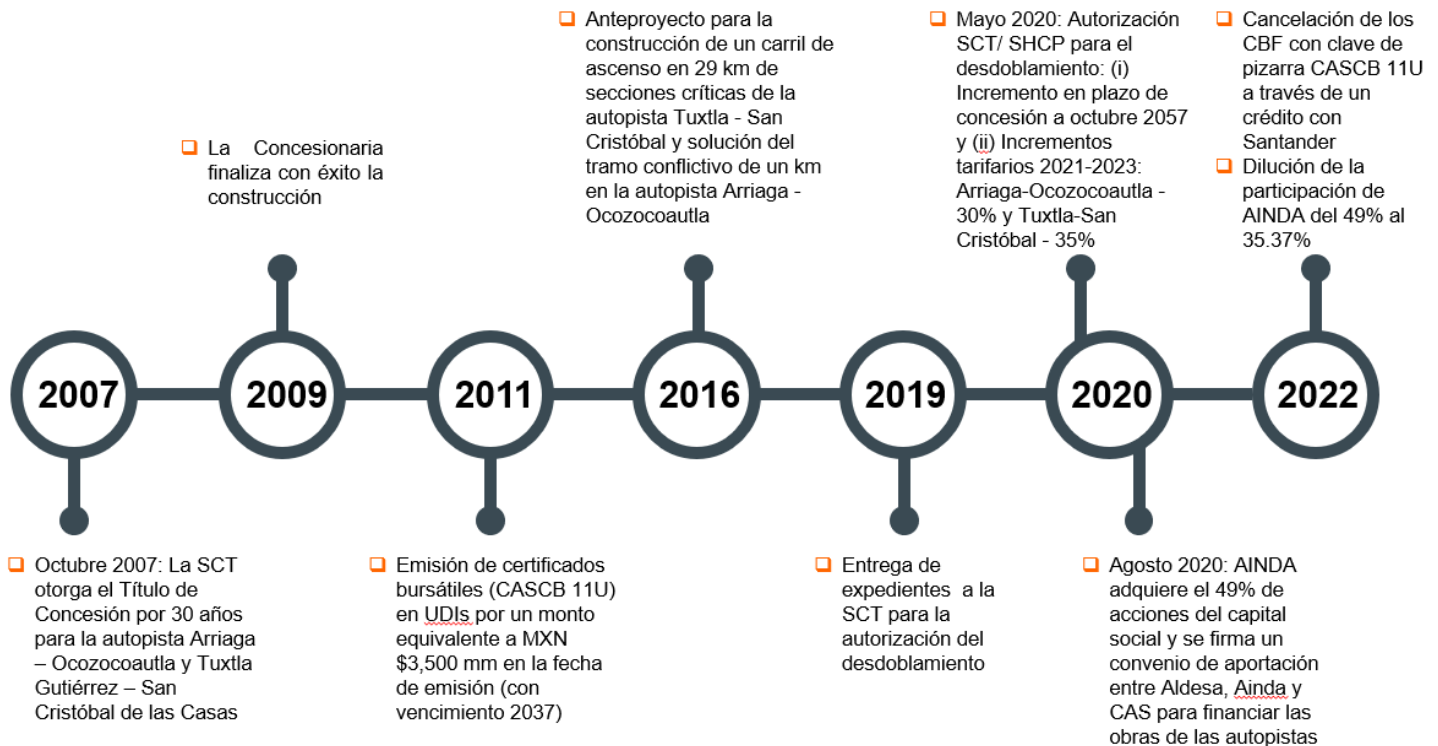 Anteproyecto para la
construcción de un carril de
ascenso en 29 km de
secciones críticas de la
autopista Tuxtla - San
Cristóbal y solución del
tramo conflictivo de un km
en la autopista Arriaga -
Ocozocoautla
Mayo 2020: Autorización
SCT/ SHCP para el
desdoblamiento: (i)
Incremento en plazo de
concesión a octubre 2057
y (ii) Incrementos
tarifarios 2021-2023:
Arriaga-Ocozocoautla -
30% y Tuxtla-San
Cristóbal - 35%
Cancelación de los
CBF con clave de
pizarra CASCB 11U
a través de un
crédito con
Santander
Dilución de la
participación de
AINDA del 49% al
35.37%
La Concesionaria
finaliza con éxito la
construcción
2007
2009
2011
2016
2019
2020
2022
Octubre 2007: La SCT
otorga el Título de
Concesión por 30 años
para la autopista Arriaga
– Ocozocoautla y Tuxtla
Gutiérrez – San
Cristóbal de las Casas
Emisión de certificados
bursátiles (CASCB 11U)
en UDIs por un monto
equivalente a MXN
$3,500 mm en la fecha
de emisión (con
vencimiento 2037)
Entrega de
expedientes a la
SCT para la
autorización del
desdoblamiento
Agosto 2020: AINDA
adquiere el 49% de
acciones del capital
social y se firma un
convenio de aportación
entre Aldesa, Ainda y
CAS para financiar las
obras de las autopistas